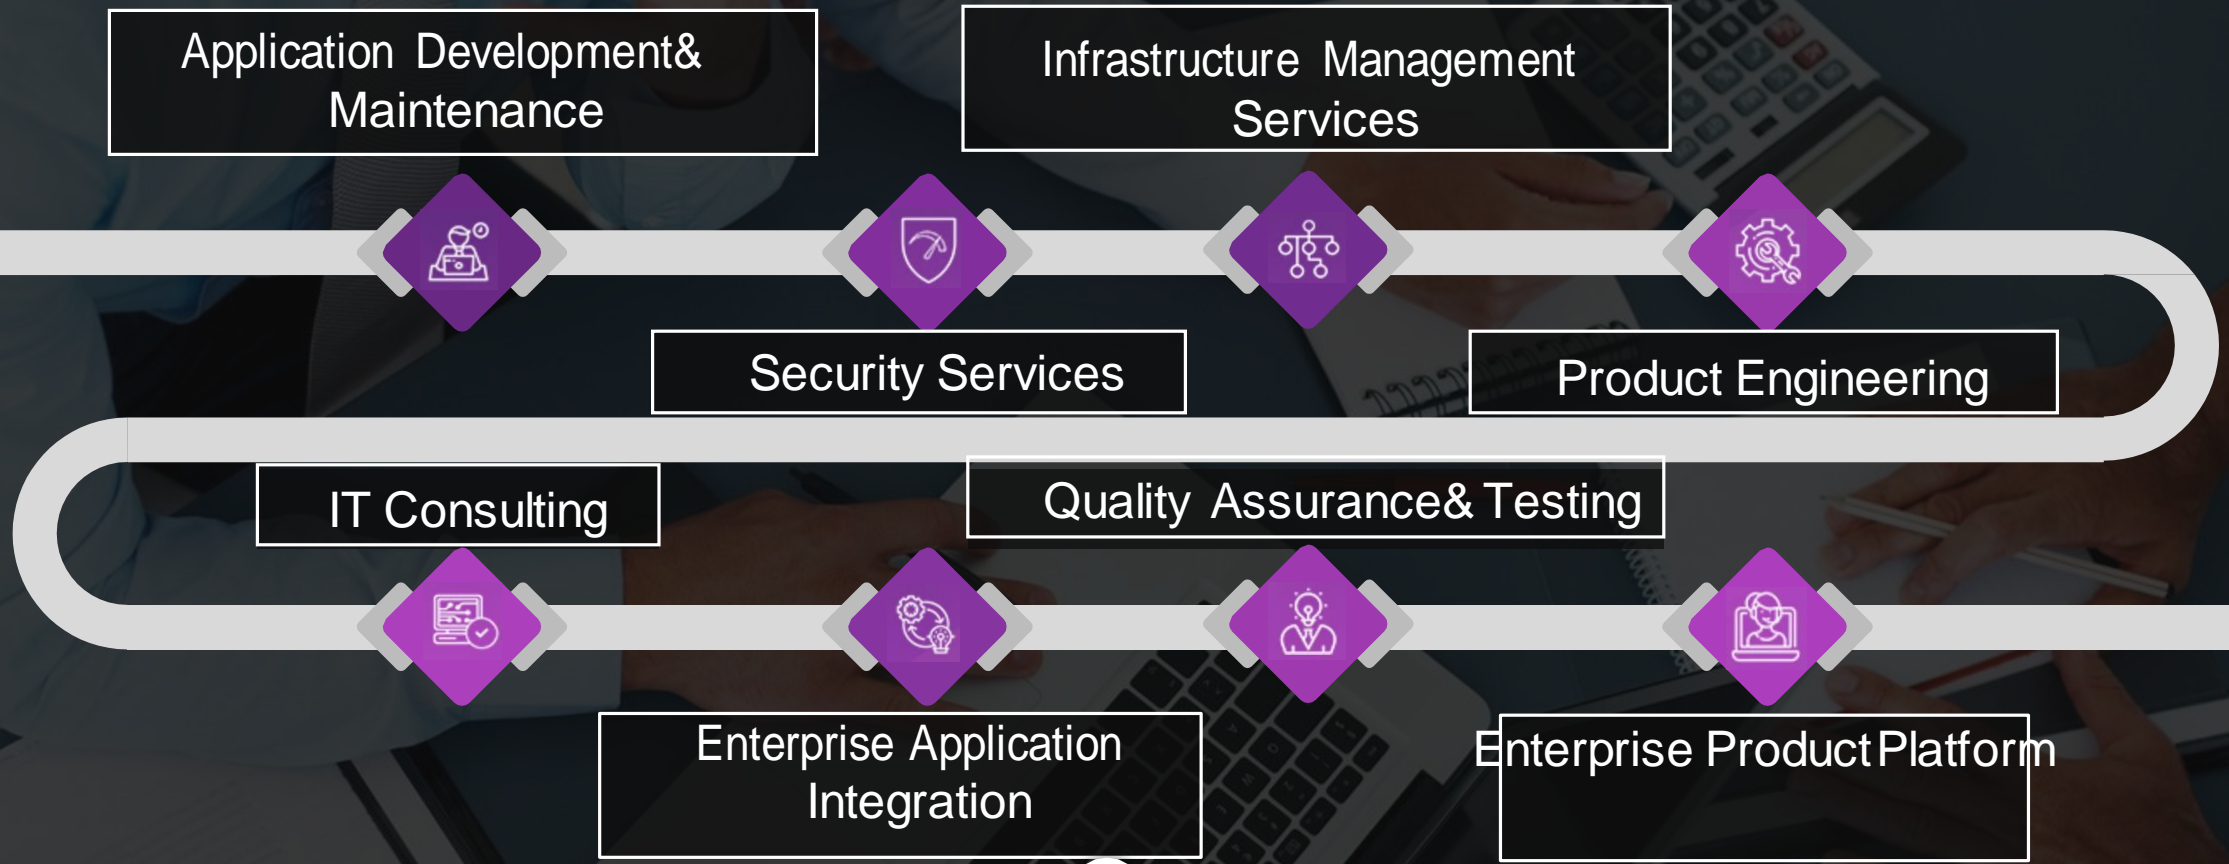 Application Development&
Maintenance
Infrastructure Management
Services
Security Services
Product Engineering
IT Consulting
Quality Assurance& Testing
Enterprise Application
Integration
Enterprise Product Platform